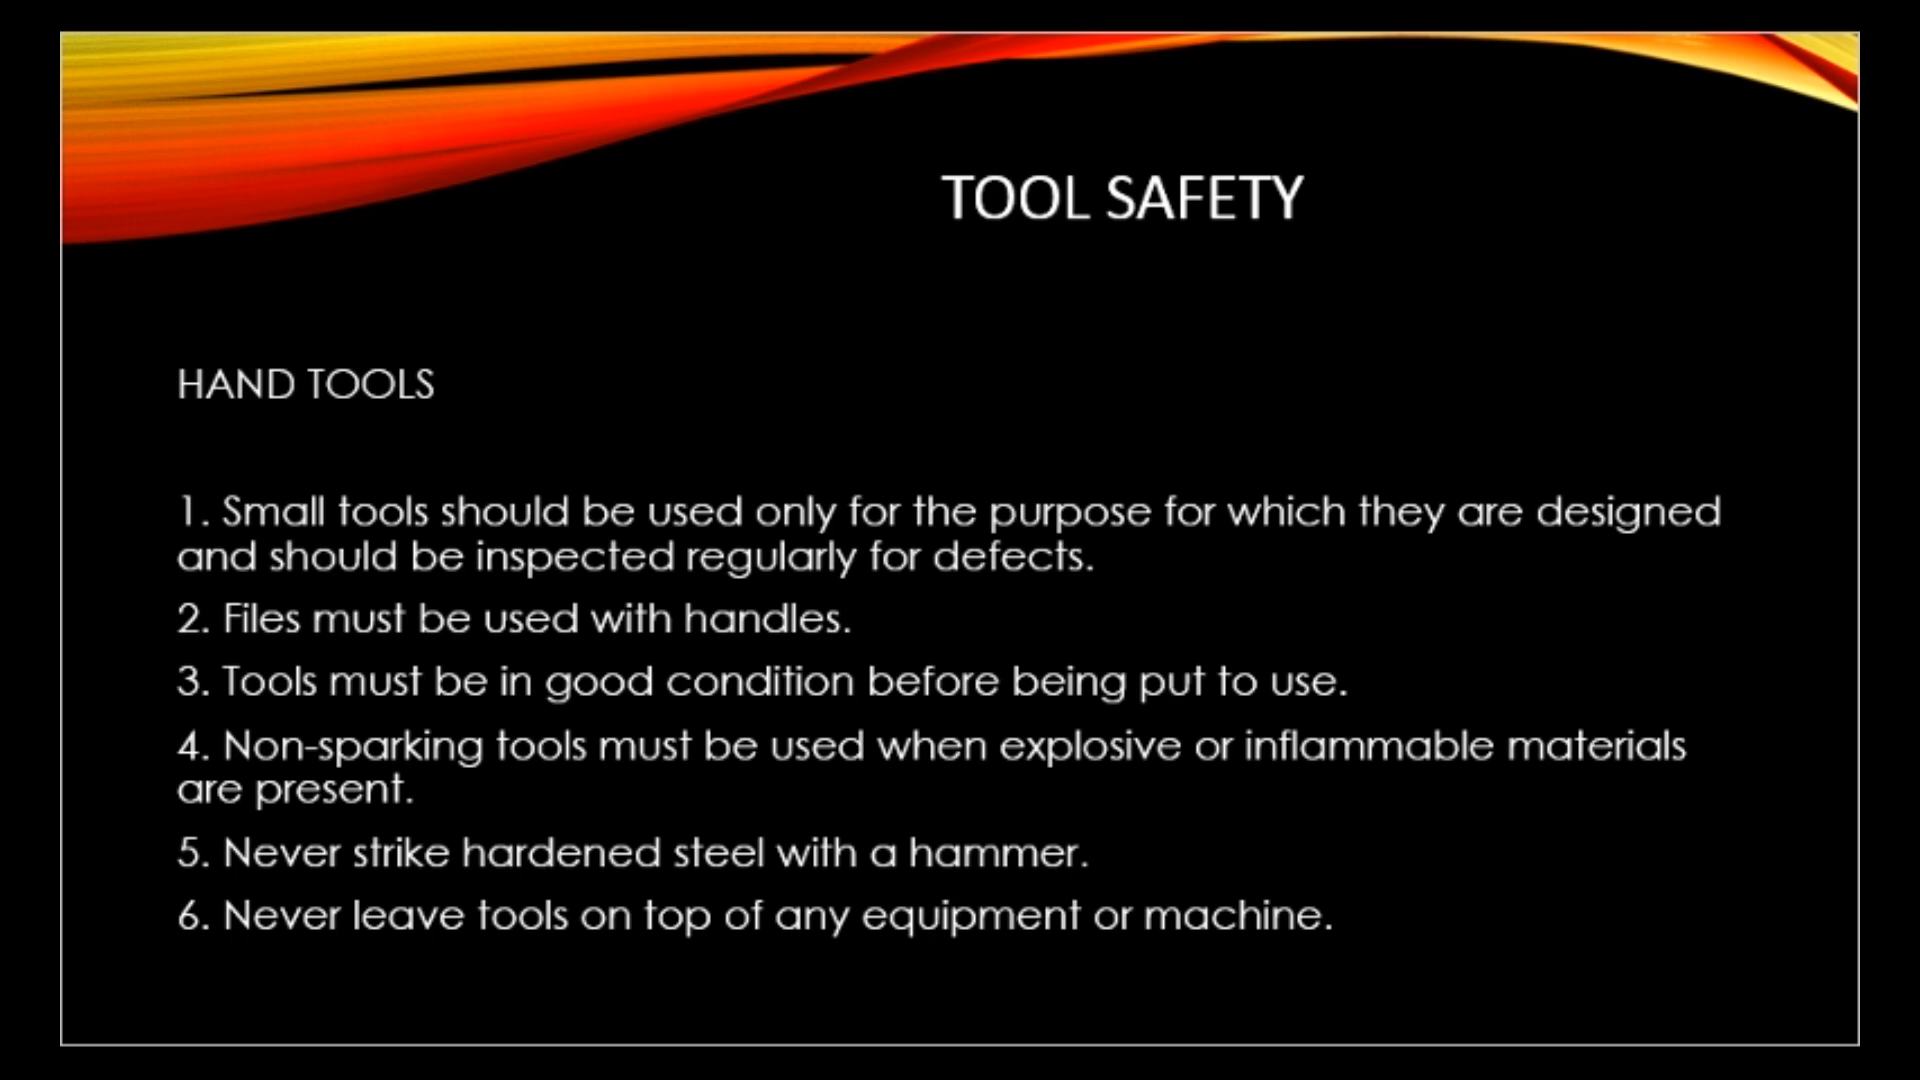 TOOL SAFETY
HAND TOOLS
1. Small tools should be used only for the purpose for which they are designed
and should be inspected regularly for defects.
2. Files must be used with handles.
3. Tools must be in good condition before being put to use.
4. Non-sparking tools must be used when explosive or inflammable materials
are present.
5. Never strike hardened steel with a hammer.
6. Never leave tools on top of any equipment or machine.